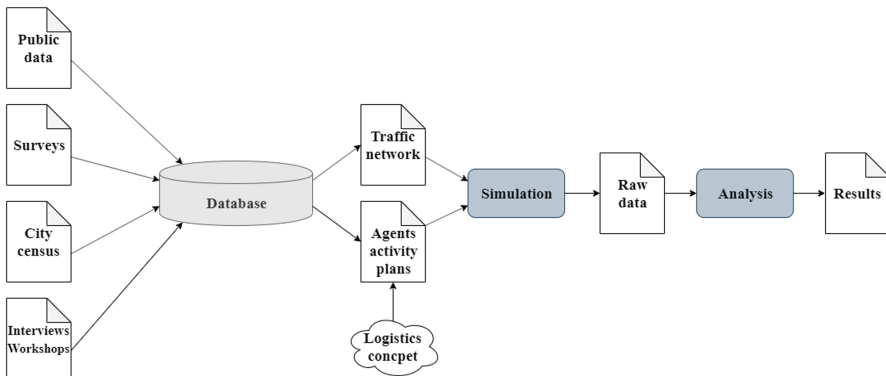 Public
data
Surveys
City
census
Interviews
Workshops
Database
Traffic
network
Agents
activity
plans
Logistics
concpet
Simulation
Raw
data
Analysis
Results